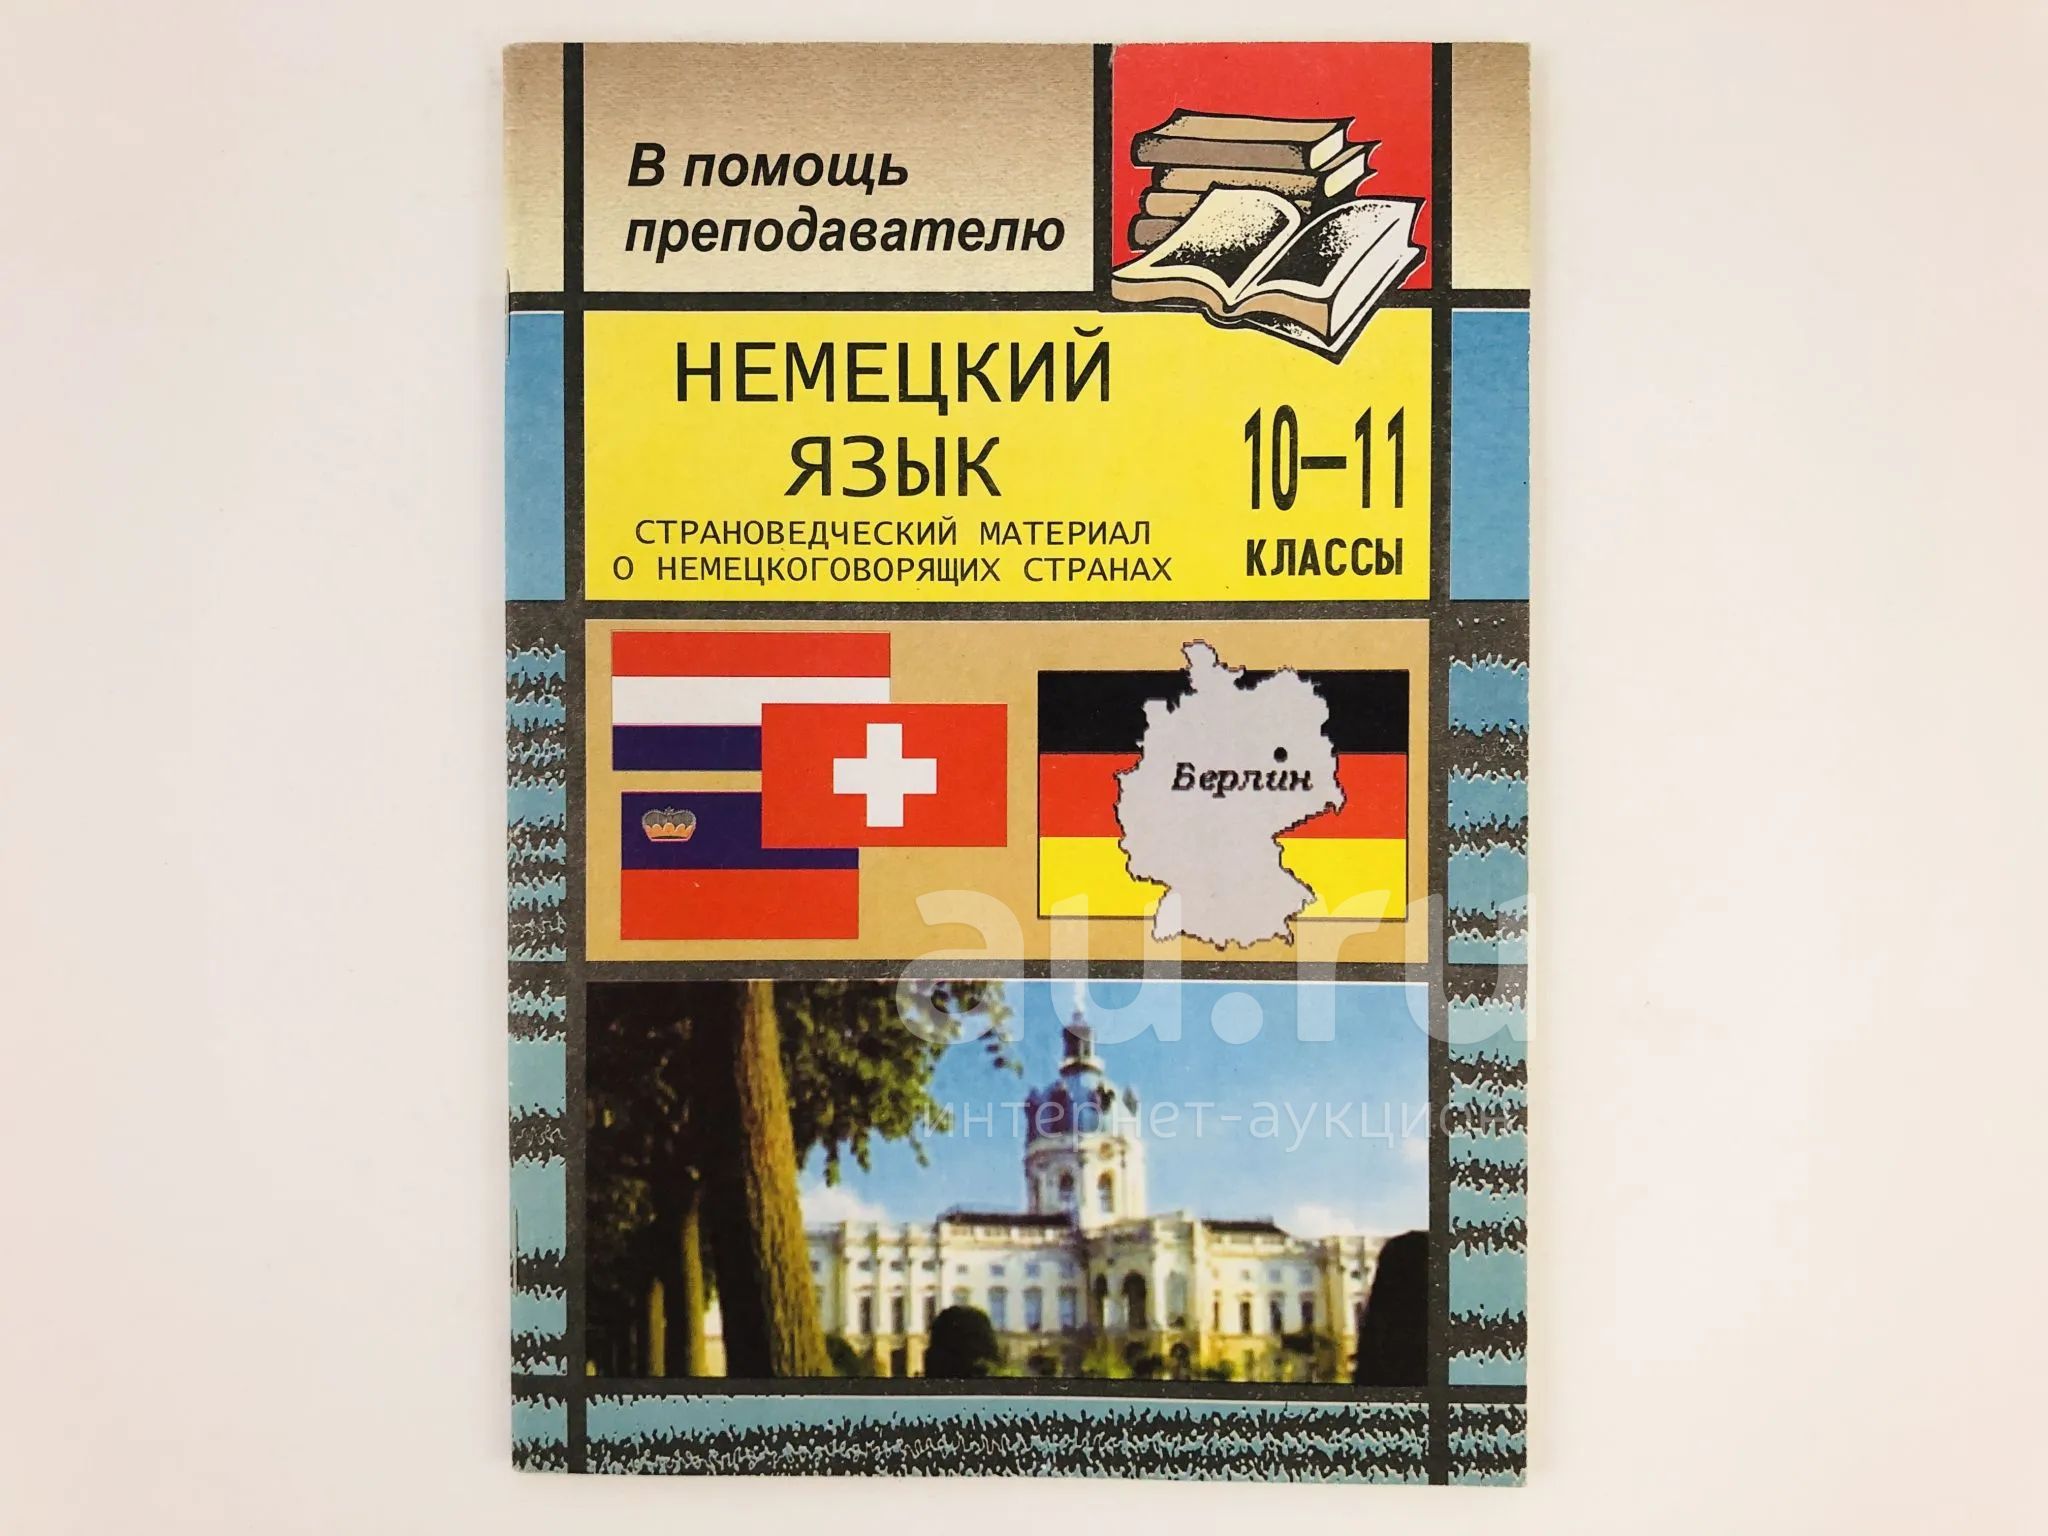 В помощь
преподавателю
НЕМЕЦКИЙ
ЯЗЫК
СТРАНОВЕДЧЕСКИЙ МАТЕРИАЛ
О НЕМЕЦКОГОВОРЯЩИХ СТРАНАХ
10–11
КЛАССЫ
Берлин
au.ru
интернет-аукцион